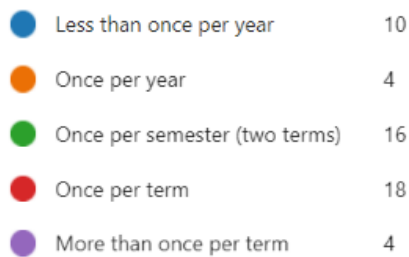 Less than once per year 10
Once per year 4
Once per semester (two terms) 16
Once per term 18
More than once per term 4